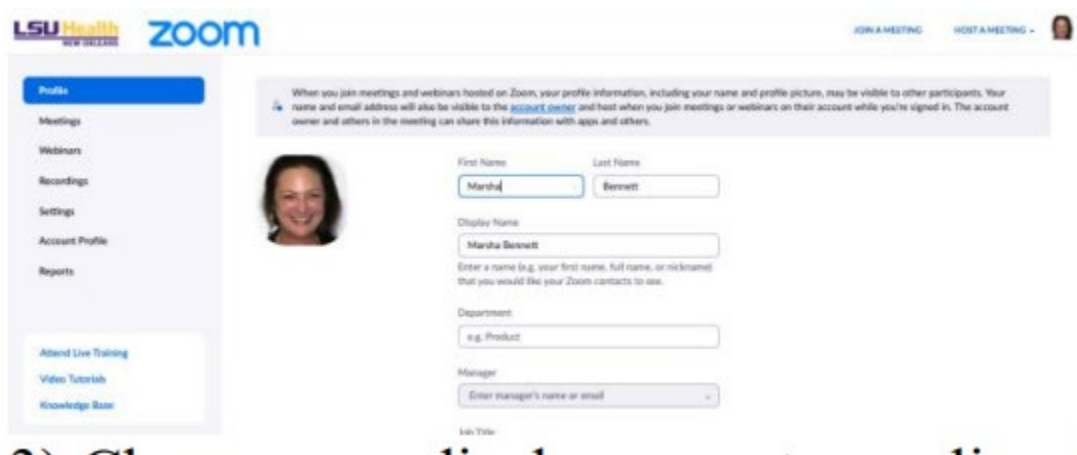 LSU Health
NEW ORLEANS
zoom
JOIN A MEETING
HOST A MEETING
Profile
Meetings
Webinars
Recordings
Settings
Account Profile
Reports
Attend Live Training
Video Tutorials
Knowledge Base
When you join meetings and webinars hosted on Zoom, your profile information, including your name and profile picture, may be visible to other participants. Your
name and email address will also be visible to the account owner and host when you join meetings or webinars on their account while you're signed in. The account
owner and others in the meeting can share this information with apps and others.
First Name
Last Name
Marsha
Bennett
Display Name
Marsha Bennett
Enter a name (e.g. your first name, full name, or nickname)
that you would like your Zoom contacts to see.
Department
e.g. Product
Manager
Enter manager's name or email
Job Title